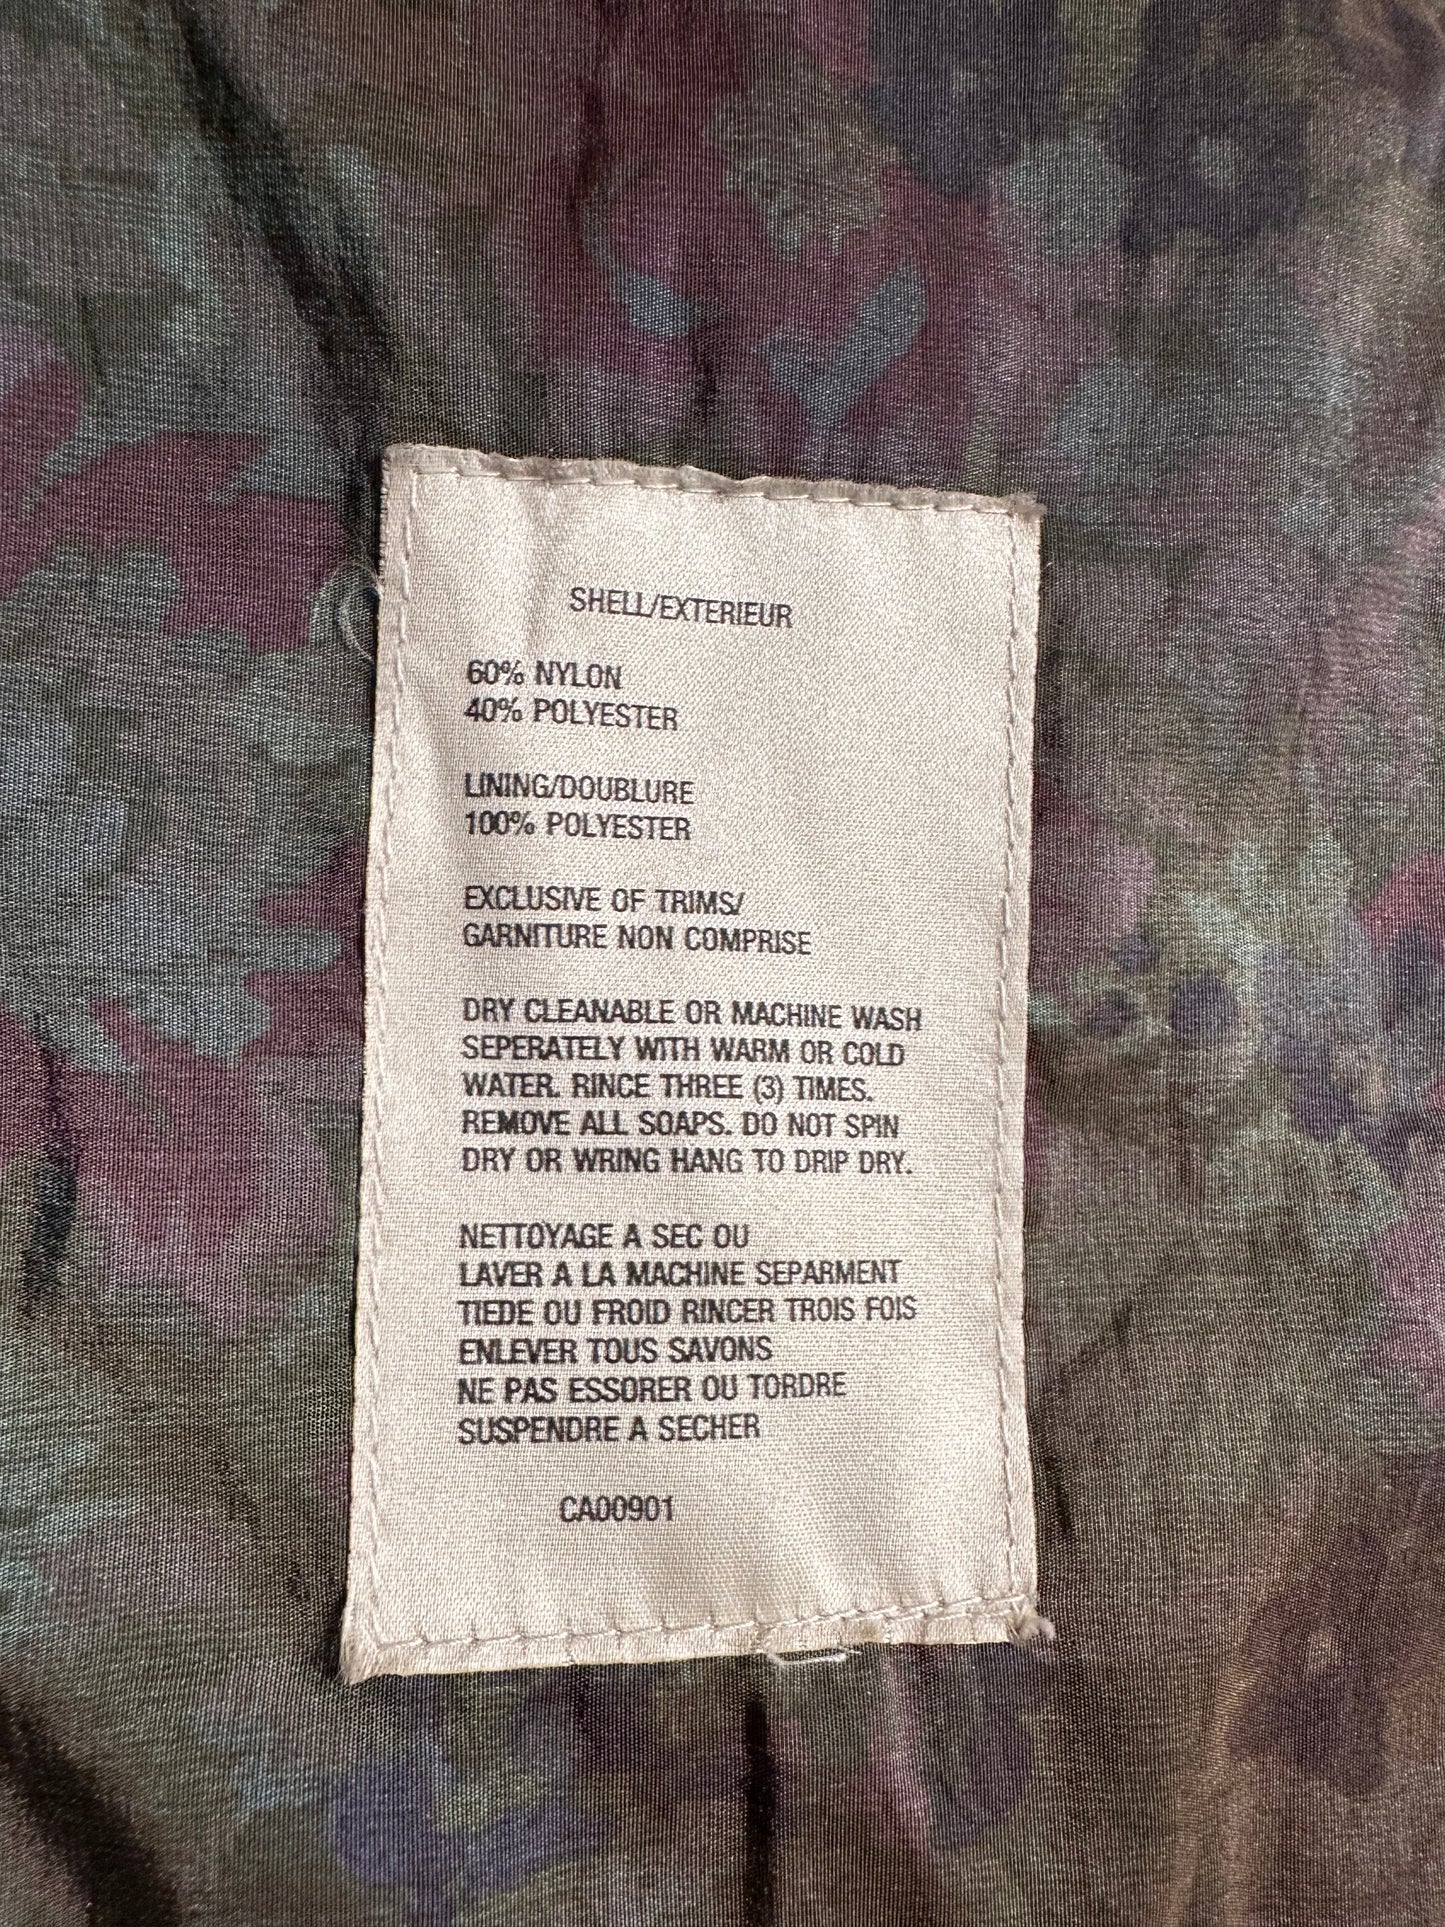 SHELL/EXTERIEUR
60% NYLON
40% POLYESTER
LINING/DOUBLURE
100% POLYESTER
EXCLUSIVE OF TRIMS/
GARNITURE NON COMPRISE
DRY CLEANABLE OR MACHINE WASH
SEPERATELY WITH WARM OR COLD
WATER. RINCE THREE (3) TIMES.
REMOVE ALL SOAPS. DO NOT SPIN
DRY OR WRING HANG TO DRIP DRY.
NETTOYAGE A SEC OU
LAVER A LA MACHINE SEPARMENT
TIEDE OU FROID RINCER TROIS FOIS
ENLEVER TOUS SAVONS
NE PAS ESSORER OU TORDRE
SUSPENDRE A SECHER
CA00901